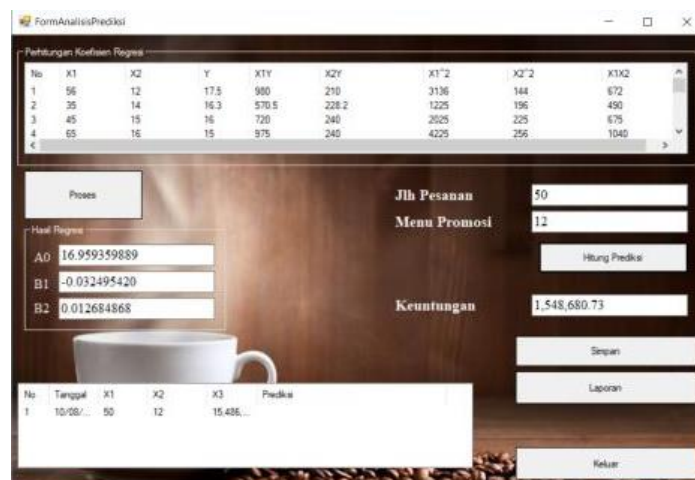 FormAnalisisPrediksi
Perhitungan Koefisien Regresi
No X1 X2 Y X1Y X2Y X1^2 X2^2 X1X2
1 56 12 17.5 980 210 3136 144 672
2 35 14 16.3 570.5 228.2 1225 196 490
3 45 15 16 720 240 2025 225 675
4 65 16 15 975 240 4225 256 1040
Proses
Jlh Pesanan 50
Menu Promosi 12
Hasil Regresi
Hitung Prediksi
A0 16.959359889
B1 -0.032495420
B2 0.012684868
Keuntungan 1,548,680.73
Simpan
Laporan
No Tanggal X1 X2 X3 Prediksi
1 10/08/... 50 12 15,486,...
Keluar